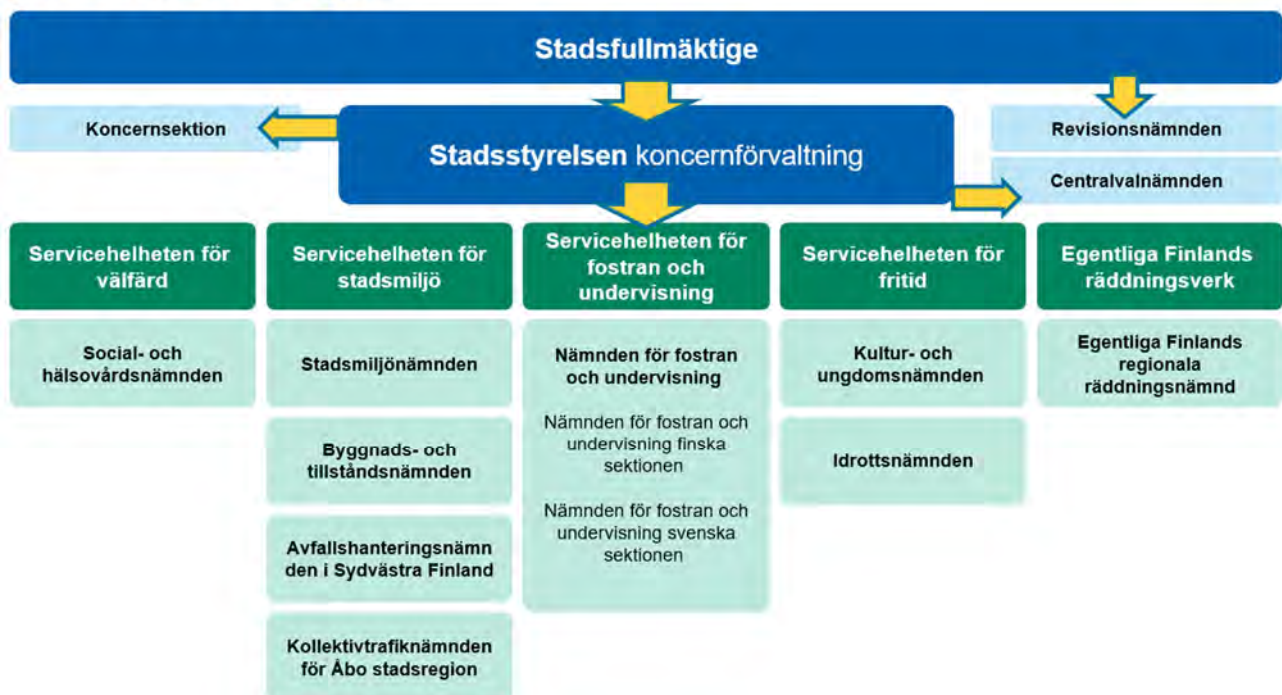 Stadsfullmäktige
Koncernsektion
Stadsstyrelsen koncernförvaltning
Revisionsnämnden
Centralvalnämnden
Servicehelheten för
välfärd
Servicehelheten för
stadsmiljö
Servicehelheten för
fostran och
undervisning
Servicehelheten för
fritid
Egentliga Finlands
räddningsverk
Social- och
hälsovårdsnämnden
Stadsmiljönämnden
Byggnads- och
tillståndsnämnden
Avfallshanteringsnämn
den i Sydvästra Finland
Kollektivtrafiknämnden
för Åbo stadsregion
Nämnden för fostran
och undervisning
Nämnden för fostran och
undervisning finska
sektionen
Nämnden för fostran och
undervisning svenska
sektionen
Kultur- och
ungdomsnämnden
Idrottsnämnden
Egentliga Finlands
regionala
räddningsnämnd